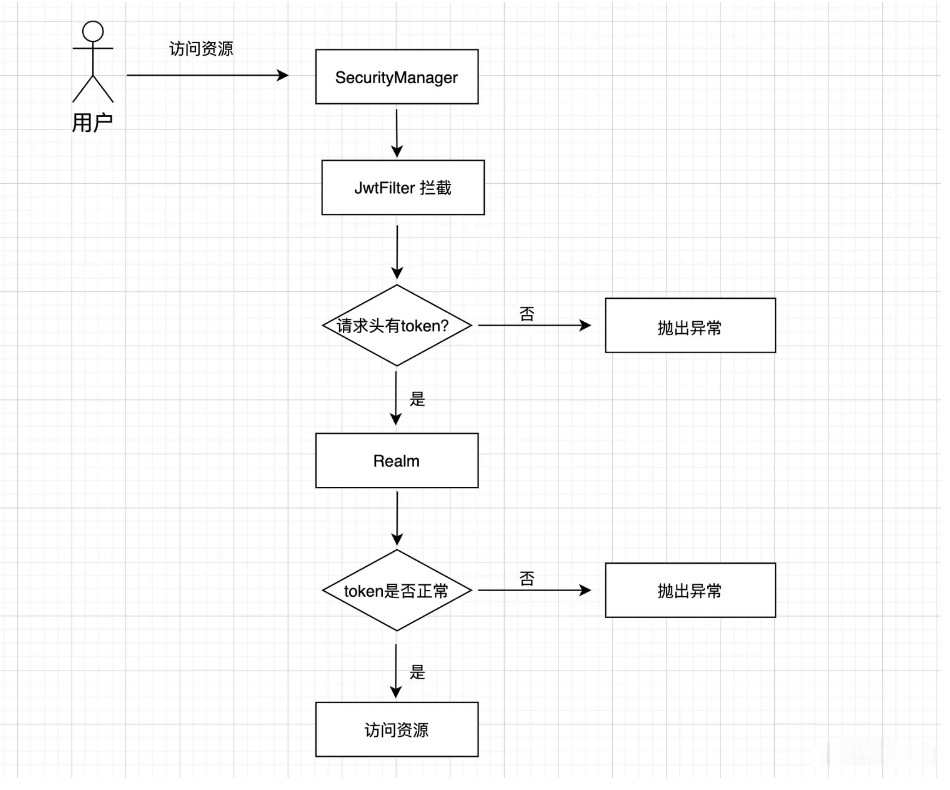 访问资源
SecurityManager
用户
JwtFilter 拦截
请求头有token?
否
抛出异常
是
Realm
token是否正常
否
抛出异常
是
访问资源